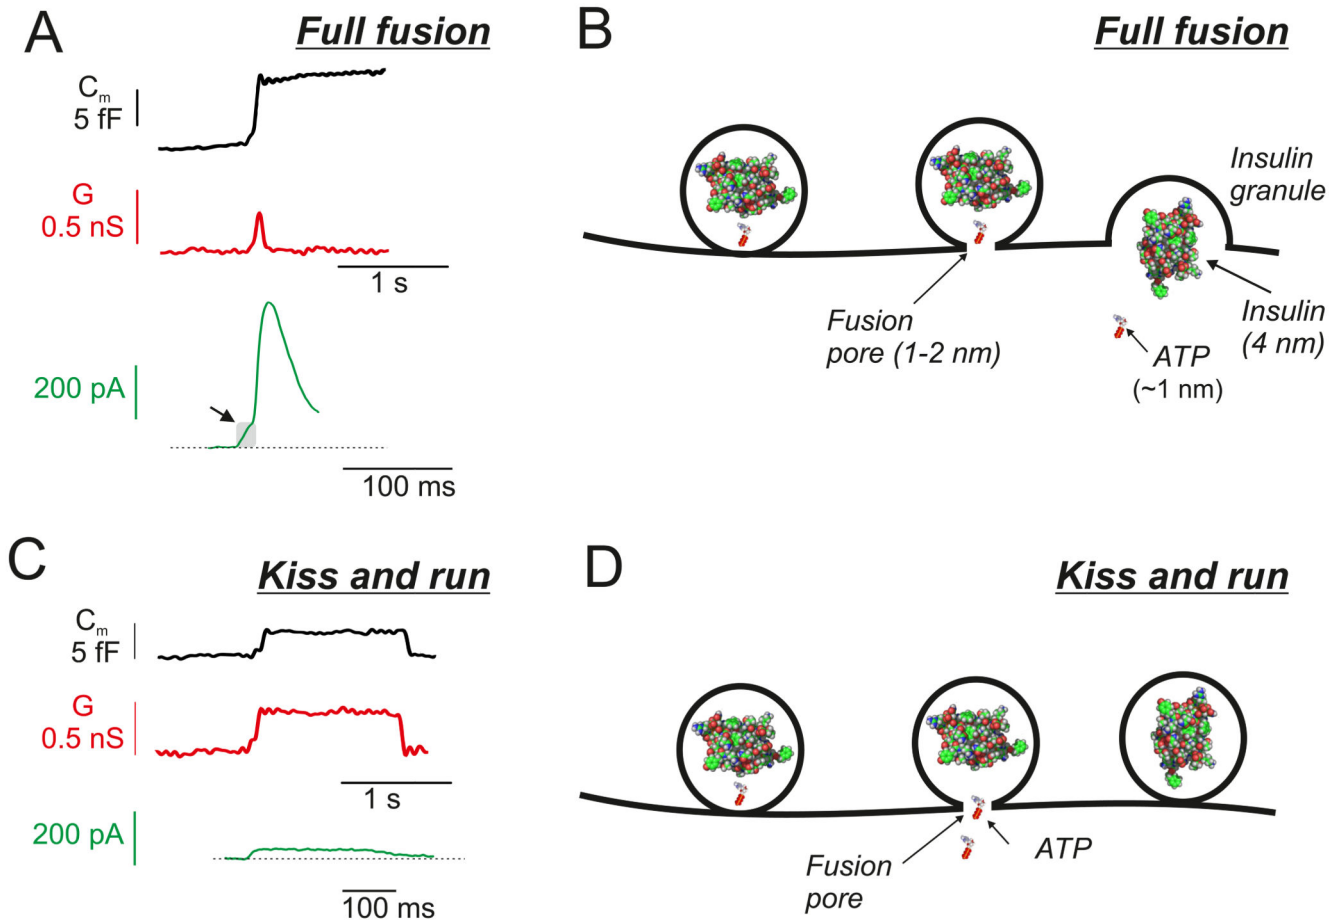 A
Full fusion
Cm
5 fF
G
0.5 nS
1 s
200 pA
100 ms
B
Full fusion
Insulin
granule
Fusion
pore (1-2 nm)
Insulin
(4 nm)
ATP
(~1 nm)
C
Kiss and run
Cm
5 fF
G
0.5 nS
1 s
200 pA
100 ms
D
Kiss and run
Fusion
pore
ATP